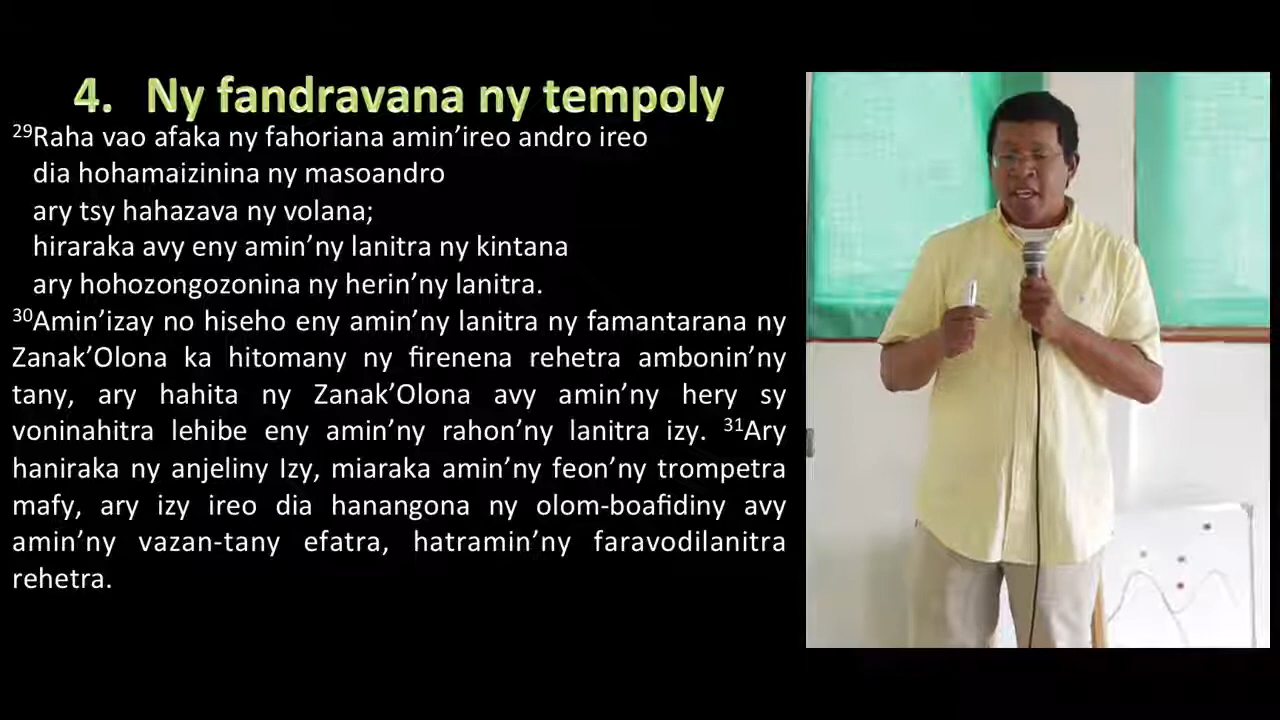 4. Ny fandravana ny tempoly
29Raha vao afaka ny fahoriana amin’ireo andro ireo
dia hohamaizinina ny masoandro
ary tsy hahazava ny volana;
hiraraka avy eny amin’ny lanitra ny kintana
ary hohozongozonina ny herin’ny lanitra.
30Amin’izay no hiseho eny amin’ny lanitra ny famantarana ny
Zanak’Olona ka hitomany ny firenena rehetra ambonin’ny
tany, ary hahita ny Zanak’Olona avy amin’ny hery sy
voninahitra lehibe eny amin’ny rahon’ny lanitra izy. 31Ary
haniraka ny anjeliny Izy, miaraka amin’ny feon’ny trompetra
mafy, ary izy ireo dia hanangona ny olom-boafidiny avy
amin’ny vazan-tany efatra, hatramin’ny faravodilanitra
rehetra.